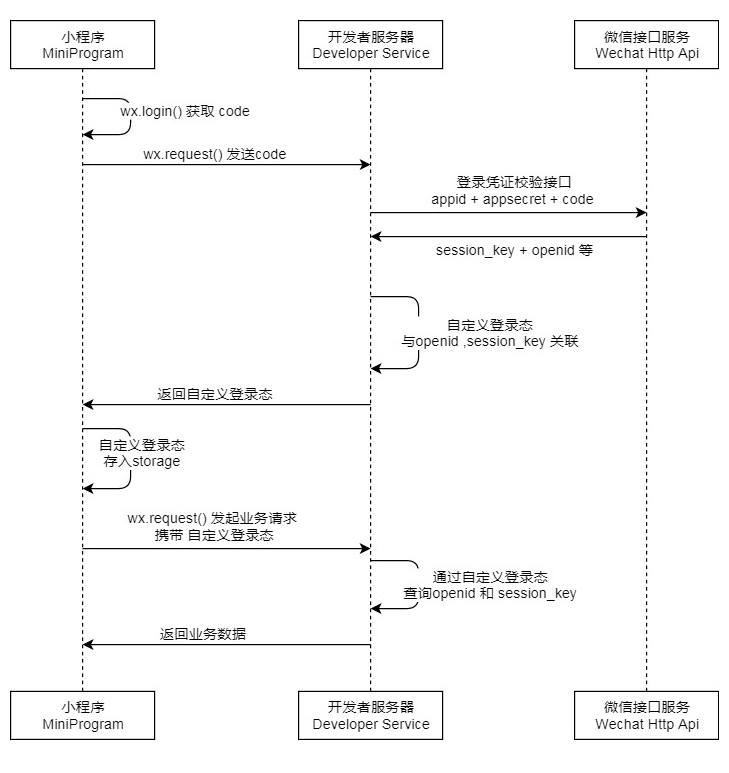 小程序
MiniProgram
开发者服务器
Developer Service
微信接口服务
Wechat Http Api
wx.login() 获取 code
wx.request() 发送code
登录凭证校验接口
appid + appsecret + code
session_key + openid 等
自定义登录态
与openid ,session_key 关联
返回自定义登录态
自定义登录态
存入storage
wx.request() 发起业务请求
携带 自定义登录态
通过自定义登录态
查询openid 和 session_key
返回业务数据
小程序
MiniProgram
开发者服务器
Developer Service
微信接口服务
Wechat Http Api